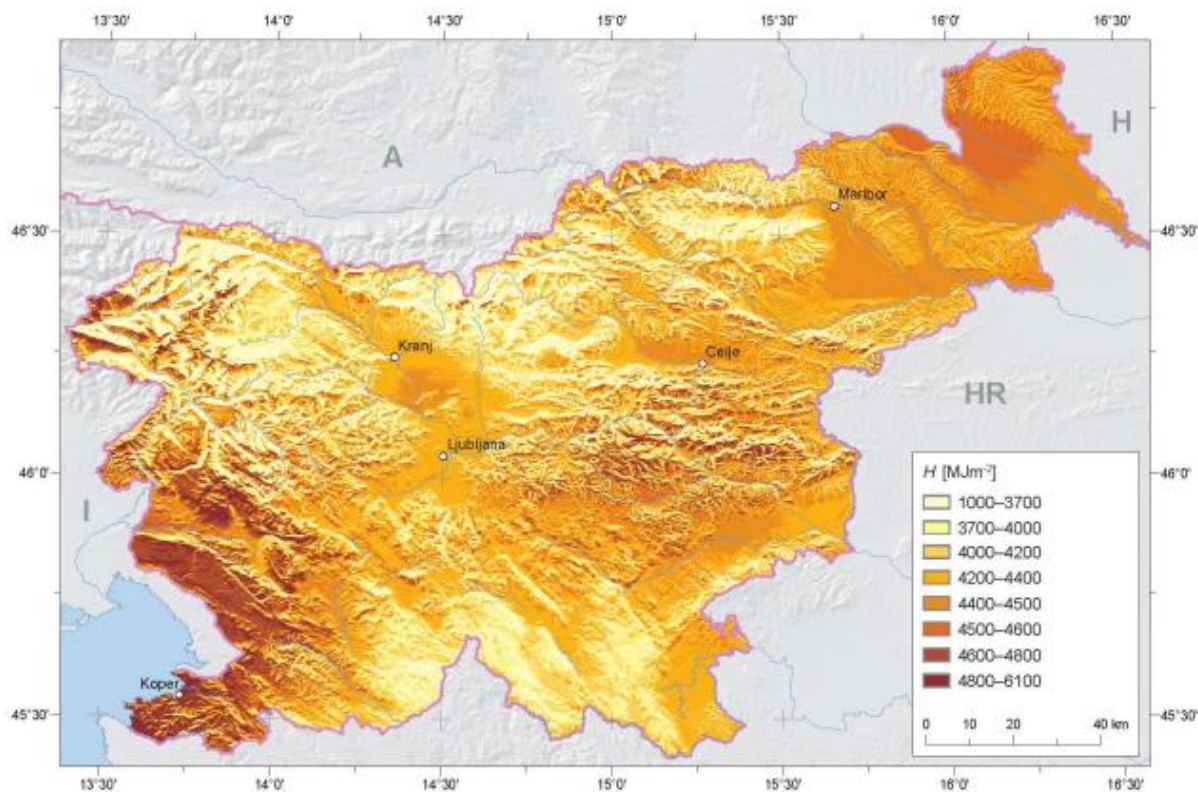 13°30' 14°0' 14°30' 15°0' 15°30' 16°0' 16°30'
H
A
Maribor
46°30' 46°30'
Kranj
Celje
HR
Ljubljana
46°0' 46°0'
I
H [MJm⁻²]
1000–3700
3700–4000
4000–4200
4200–4400
4400–4500
4500–4600
4600–4800
4800–6100
Koper
45°30' 45°30'
0 10 20 40 km
13°30' 14°0' 14°30' 15°0' 15°30' 16°0' 16°30'